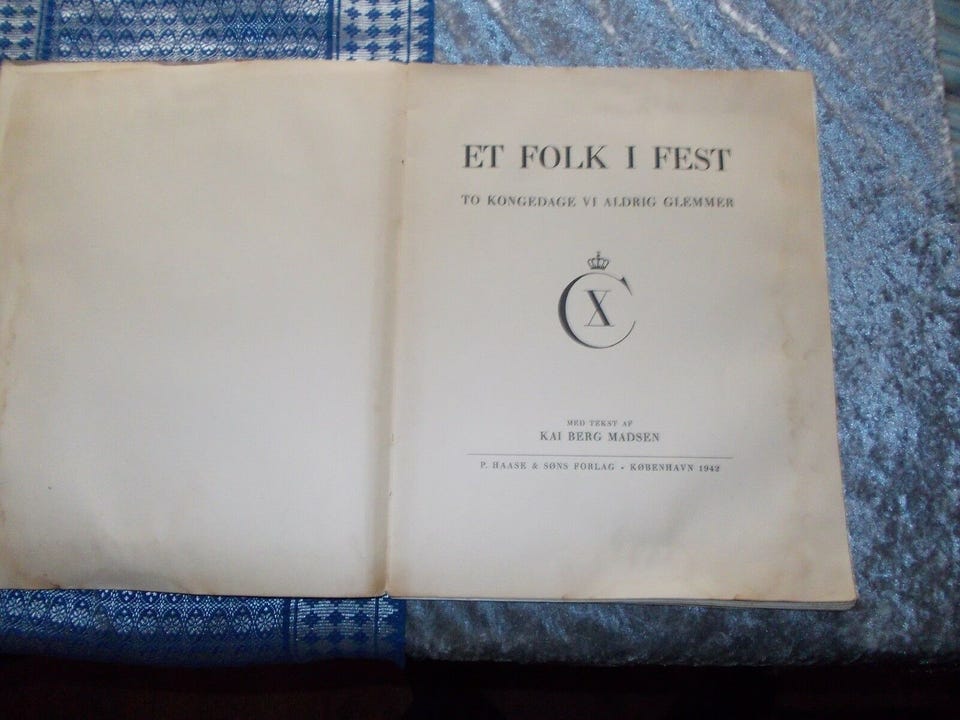 ET FOLK I FEST
TO KONGEDAGE VI ALDRIG GLEMMER
C X
MED TEKST AF
KAI BERG MADSEN
P. HAASE & SØNS FORLAG - KØBENHAVN 1942